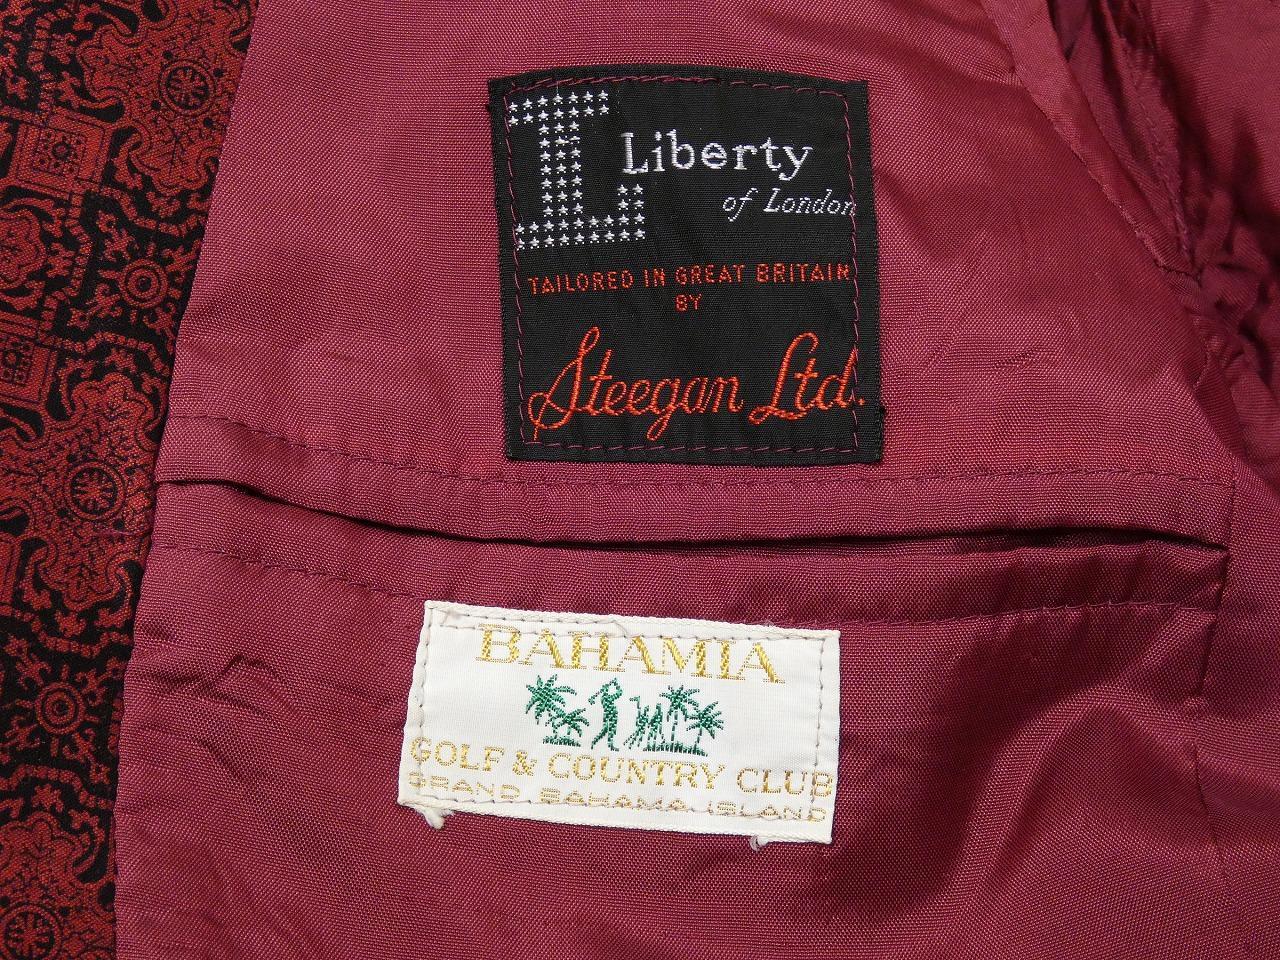 L
Liberty
of London
TAILORED IN GREAT BRITAIN
BY
Steegan Ltd.
BAHAMIA
GOLF & COUNTRY CLUB
GRAND BAHAMA ISLAND